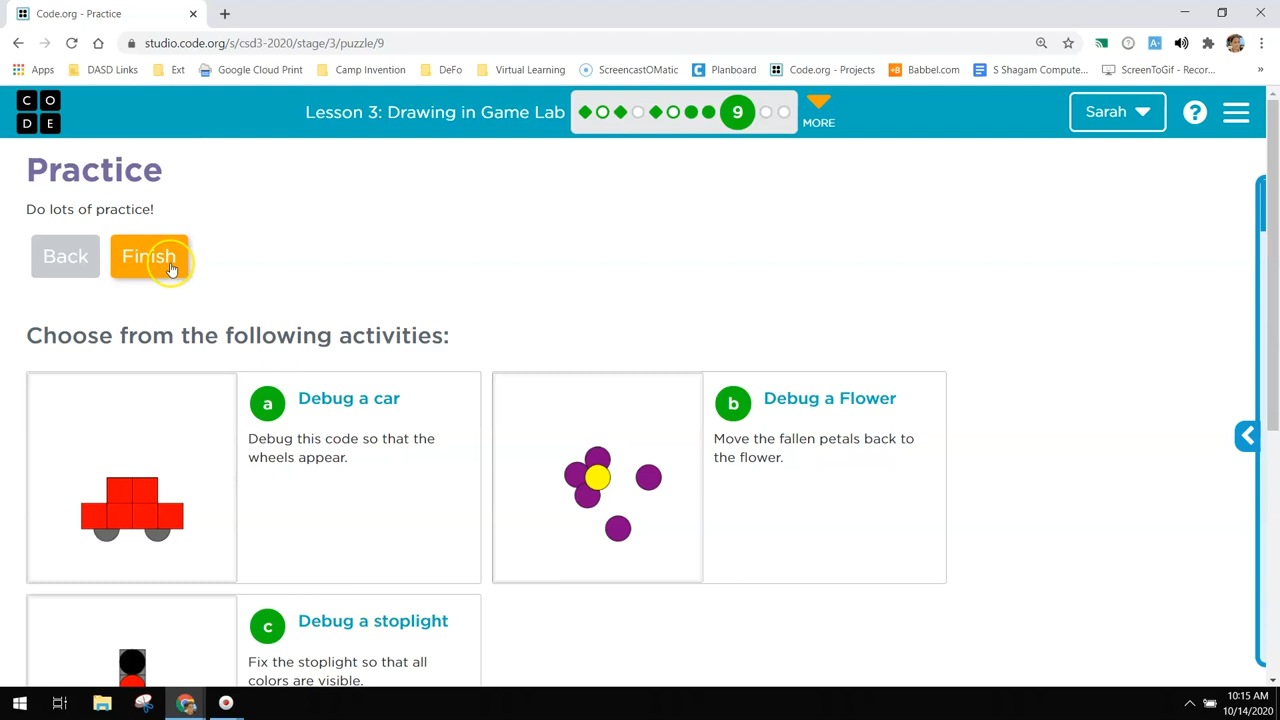 Code.org - Practice
studio.code.org/s/csd3-2020/stage/3/puzzle/9
Apps DASD Links Ext Google Cloud Print Camp Invention DeFo Virtual Learning ScreencastOMatic Planboard Code.org - Projects Babbel.com S Shagam Compute... ScreenToGif - Recor...
C O
D E
Lesson 3: Drawing in Game Lab 9 MORE Sarah ?
Practice
Do lots of practice!
Back Finish
Choose from the following activities:
a Debug a car
Debug this code so that the
wheels appear.
b Debug a Flower
Move the fallen petals back to
the flower.
c Debug a stoplight
Fix the stoplight so that all
colors are visible.
10:15 AM
10/14/2020